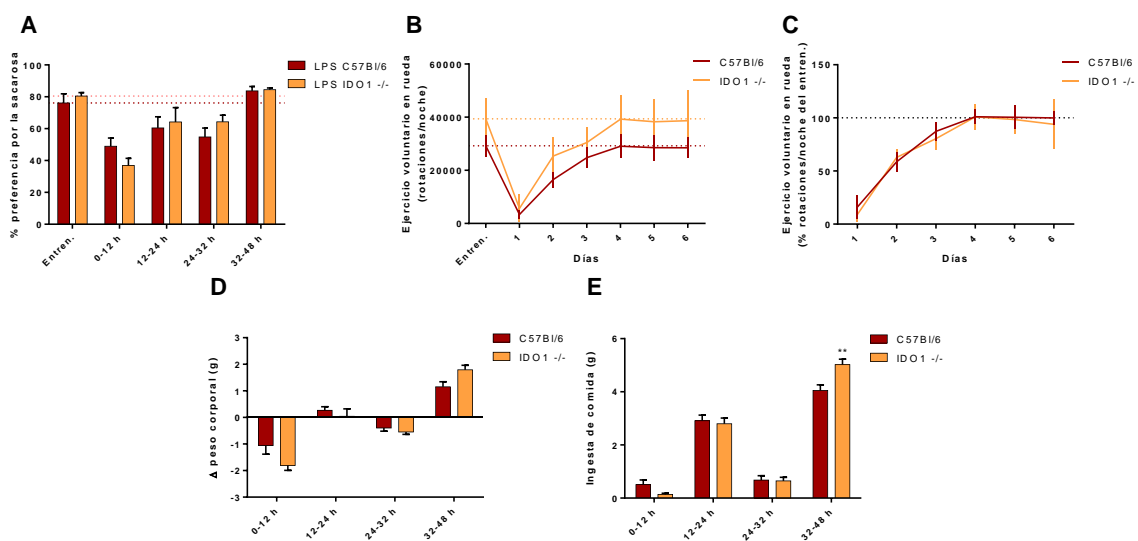 A
% preferencia por la sacarosa
100
80
60
40
20
0
Entren.
0-12 h
12-24 h
24-32 h
32-48 h
LPS C57Bl/6
LPS IDO1 -/-
B
Ejercicio voluntario en rueda
(rotaciones/noche)
60000
40000
20000
0
Entren.
1
2
3
4
5
6
Días
C57Bl/6
IDO1 -/-
C
Ejercicio voluntario en rueda
(% rotaciones/noche del entren.)
150
100
50
0
1
2
3
4
5
6
Días
C57Bl/6
IDO1 -/-
D
Δ peso corporal (g)
3
2
1
0
-1
-2
-3
0-12 h
12-24 h
24-32 h
32-48 h
C57Bl/6
IDO1 -/-
E
Ingesta de comida (g)
6
4
2
0
0-12 h
12-24 h
24-32 h
32-48 h
**
C57Bl/6
IDO1 -/-